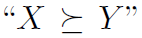 “X ⪰ Y”